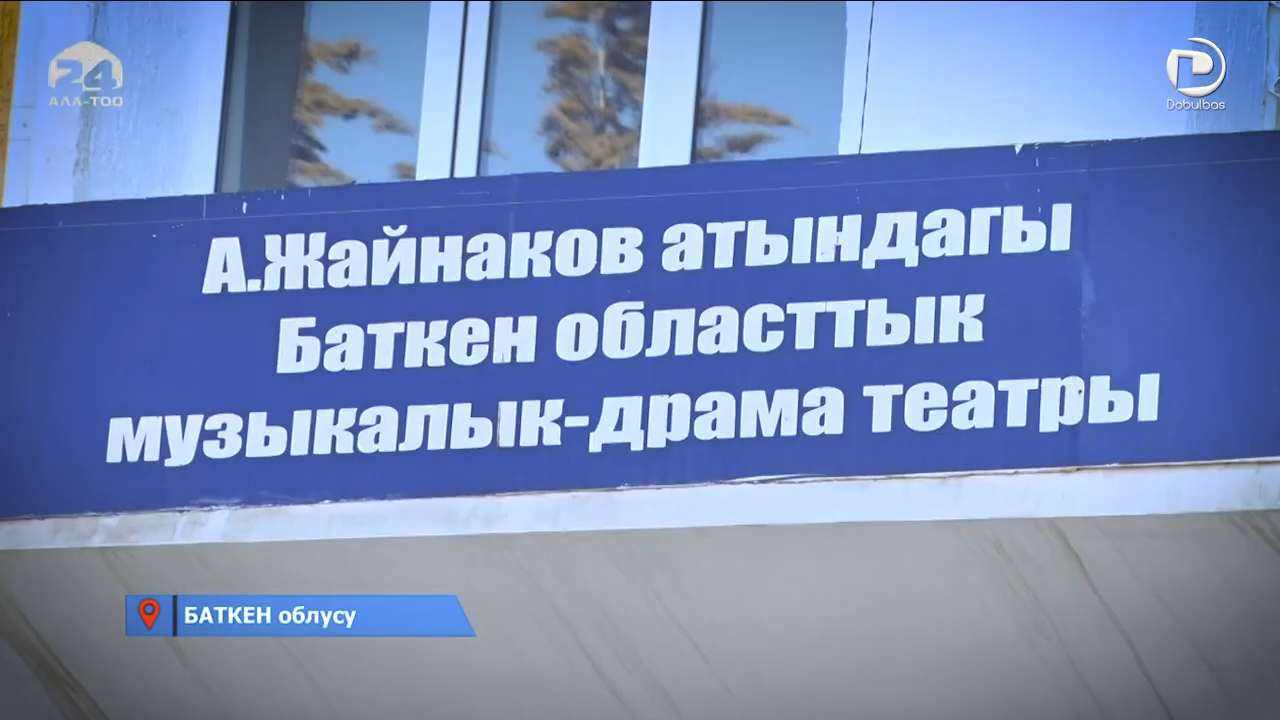 24
АЛА-ТОО
Dobulbas
А.Жайнаков атындагы
Баткен областтык
музыкалык-драма театры
БАТКЕН облусу